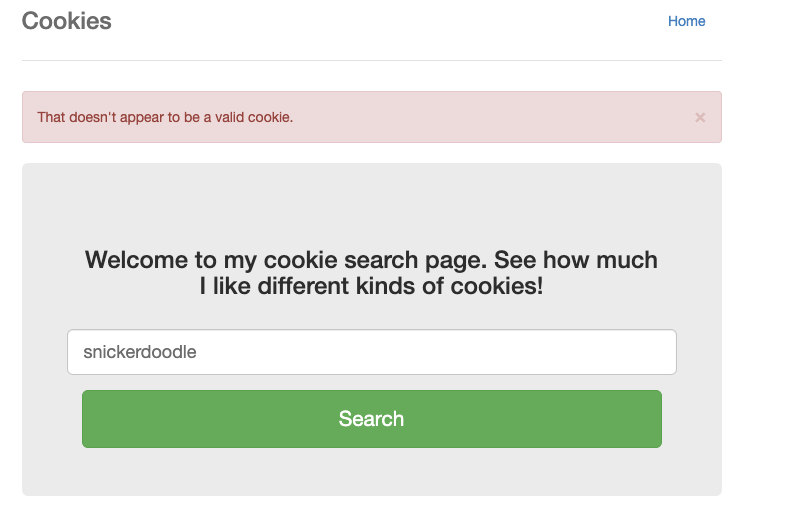 Cookies
Home
That doesn't appear to be a valid cookie.
×
Welcome to my cookie search page. See how much
I like different kinds of cookies!
snickerdoodle
Search